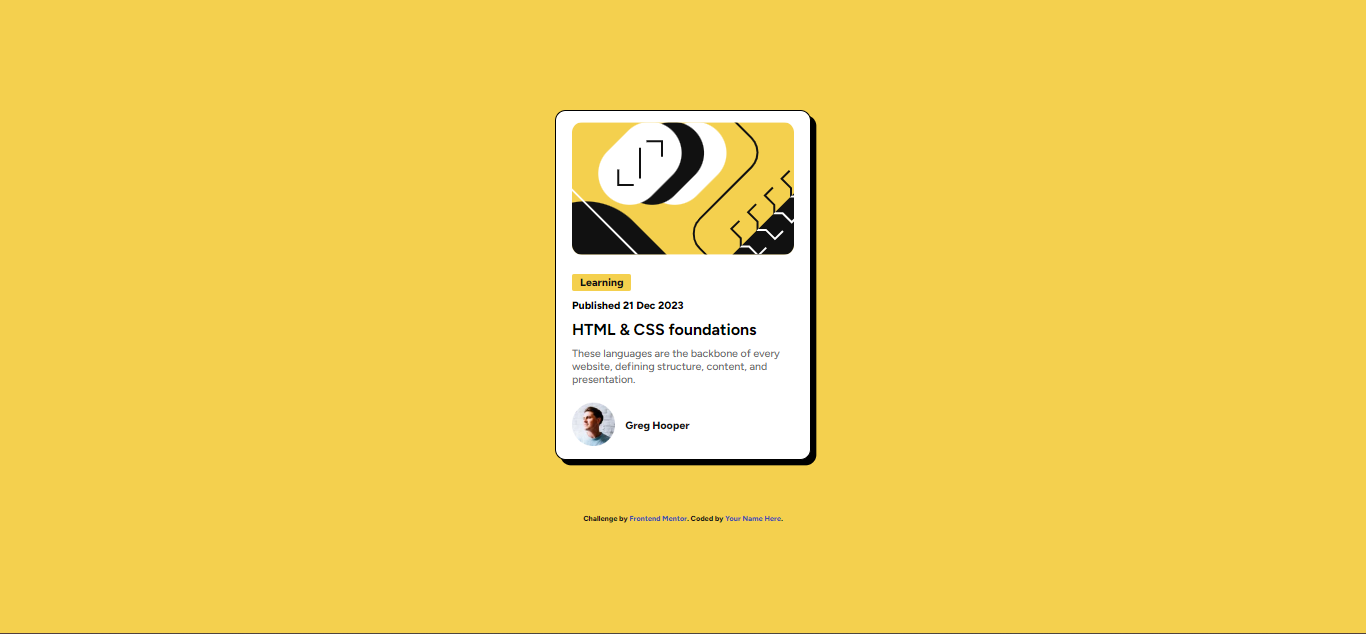 Learning
Published 21 Dec 2023
HTML & CSS foundations
These languages are the backbone of every
website, defining structure, content, and
presentation.
Greg Hooper
Challenge by Frontend Mentor. Coded by Your Name Here.